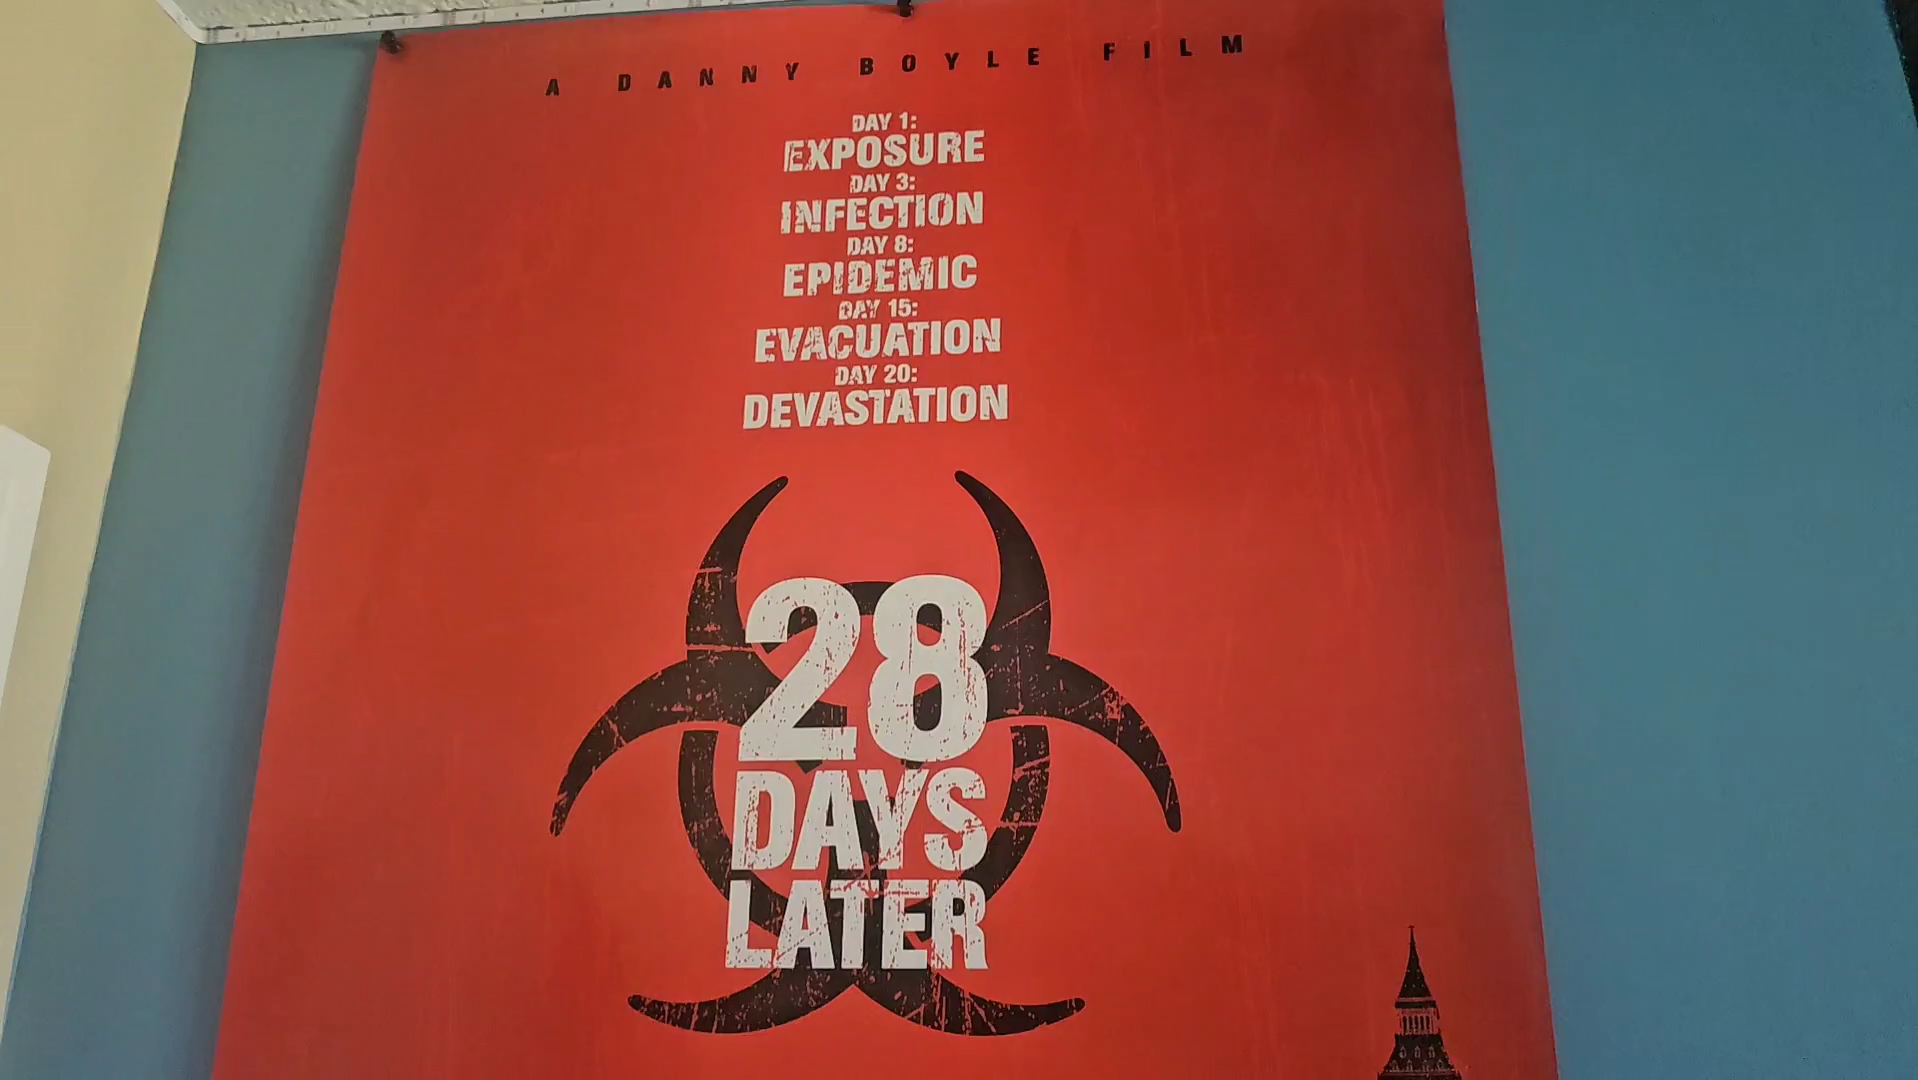 A DANNY BOYLE FILM
DAY 1:
EXPOSURE
DAY 3:
INFECTION
DAY 8:
EPIDEMIC
DAY 15:
EVACUATION
DAY 20:
DEVASTATION
28
DAYS
LATER